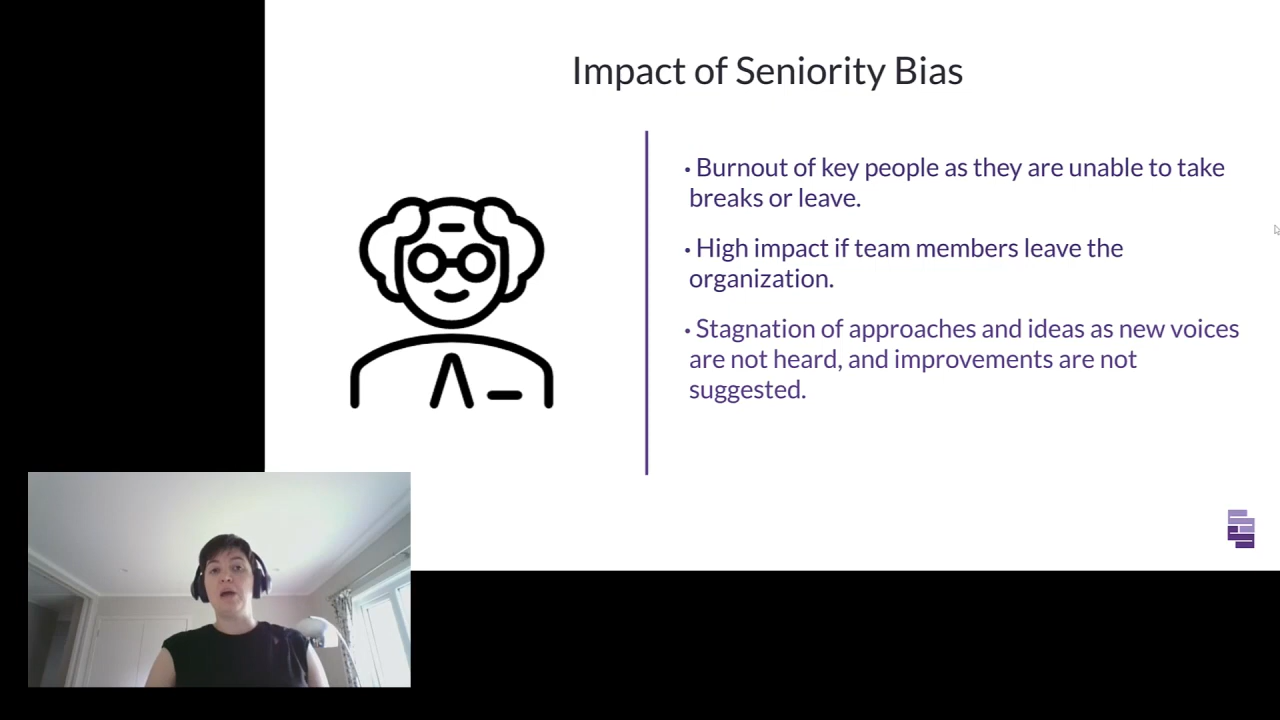 Impact of Seniority Bias
• Burnout of key people as they are unable to take
breaks or leave.
• High impact if team members leave the
organization.
• Stagnation of approaches and ideas as new voices
are not heard, and improvements are not
suggested.